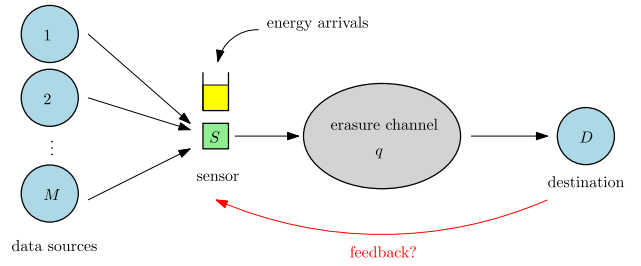 energy arrivals
1
2
⋮
M
S
sensor
erasure channel
q
D
destination
data sources
feedback?